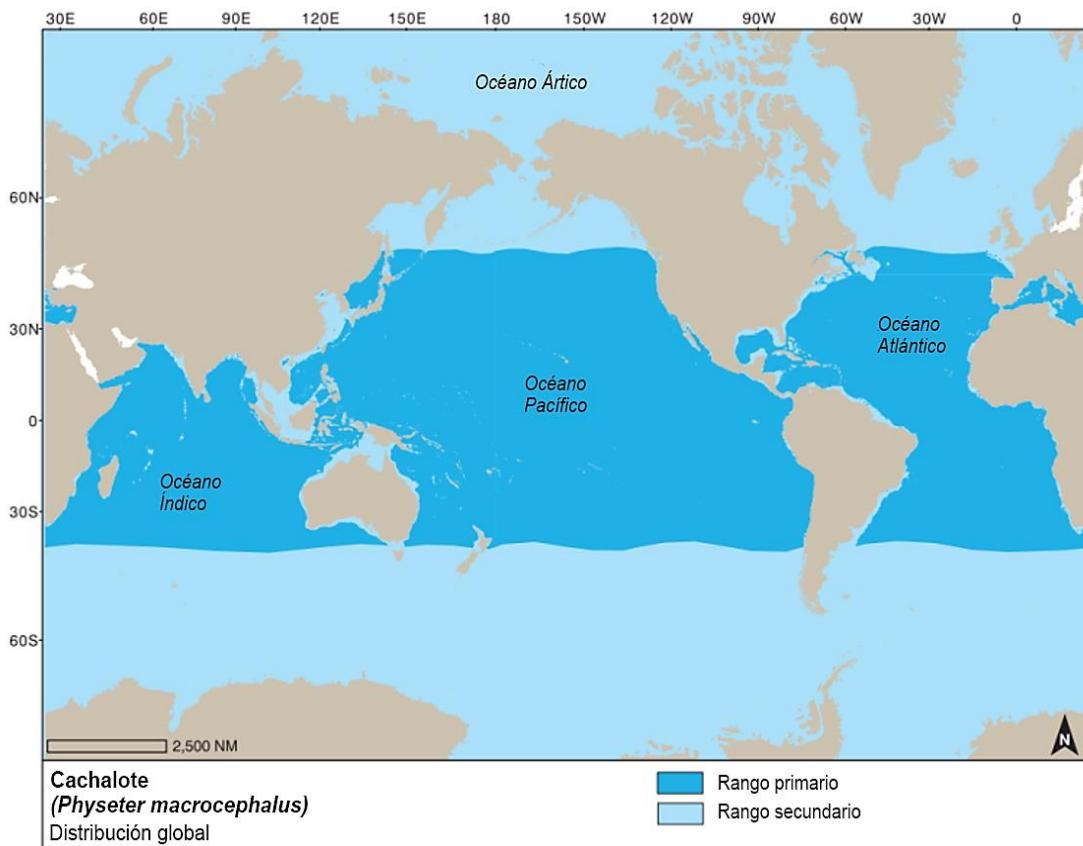 30E 60E 90E 120E 150E 180 150W 120W 90W 60W 30W 0
Océano Ártico
60N
30N
Océano
Atlántico
Océano
Pacífico
0
Océano
Índico
30S
60S
2,500 NM
N
Cachalote
(Physeter macrocephalus)
Distribución global
Rango primario
Rango secundario